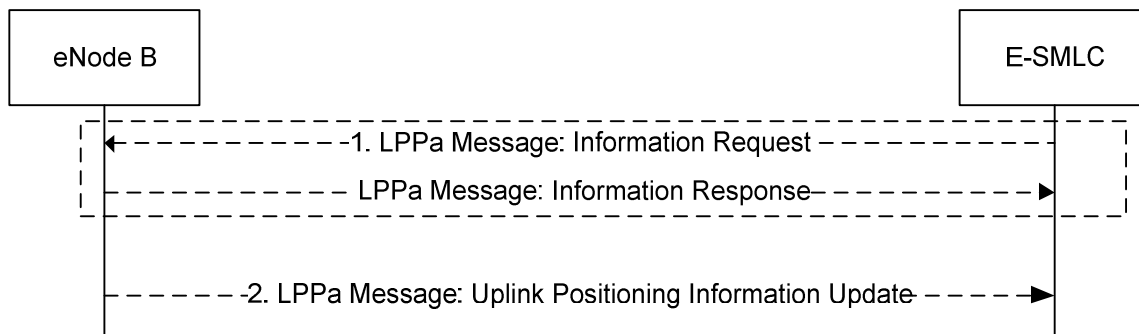 eNode B
E-SMLC
1. LPPa Message: Information Request
LPPa Message: Information Response
2. LPPa Message: Uplink Positioning Information Update